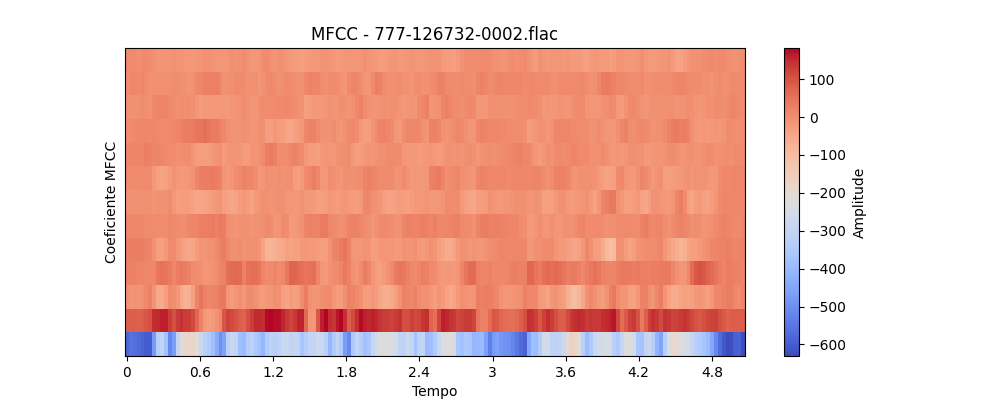 MFCC - 777-126732-0002.flac
Coeficiente MFCC
0 0.6 1.2 1.8 2.4 3 3.6 4.2 4.8
Tempo
100
0
−100
−200
−300
−400
−500
−600
Amplitude